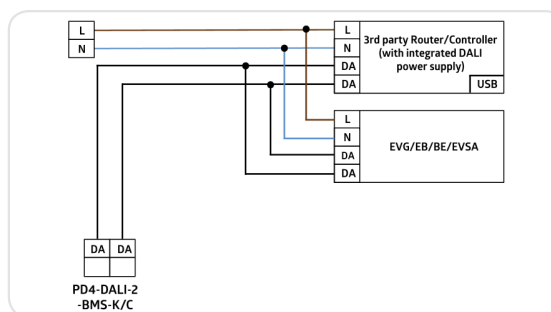 L
N
L
N
DA
DA
3rd party Router/Controller
(with integrated DALI
power supply)
USB
L
N
DA
DA
EVG/EB/BE/EVSA
DA DA
PD4-DALI-2
-BMS-K/C